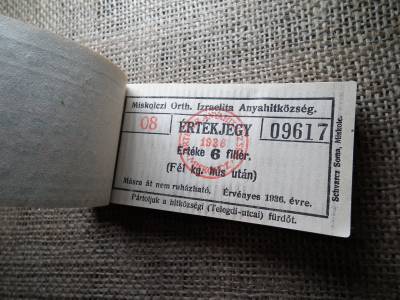 Miskolczi Orth. Izraelita Anyahitközség.
08 ÉRTÉKJEGY 09617
1936
Értéke 6 fillér.
(Fél kg. hús után)
Másra át nem ruházható. Érvényes 1936. évre.
Pártoljuk a hitközségi (Telegdi-utcai) fürdőt.
Schwarcz Soma, Miskolc.